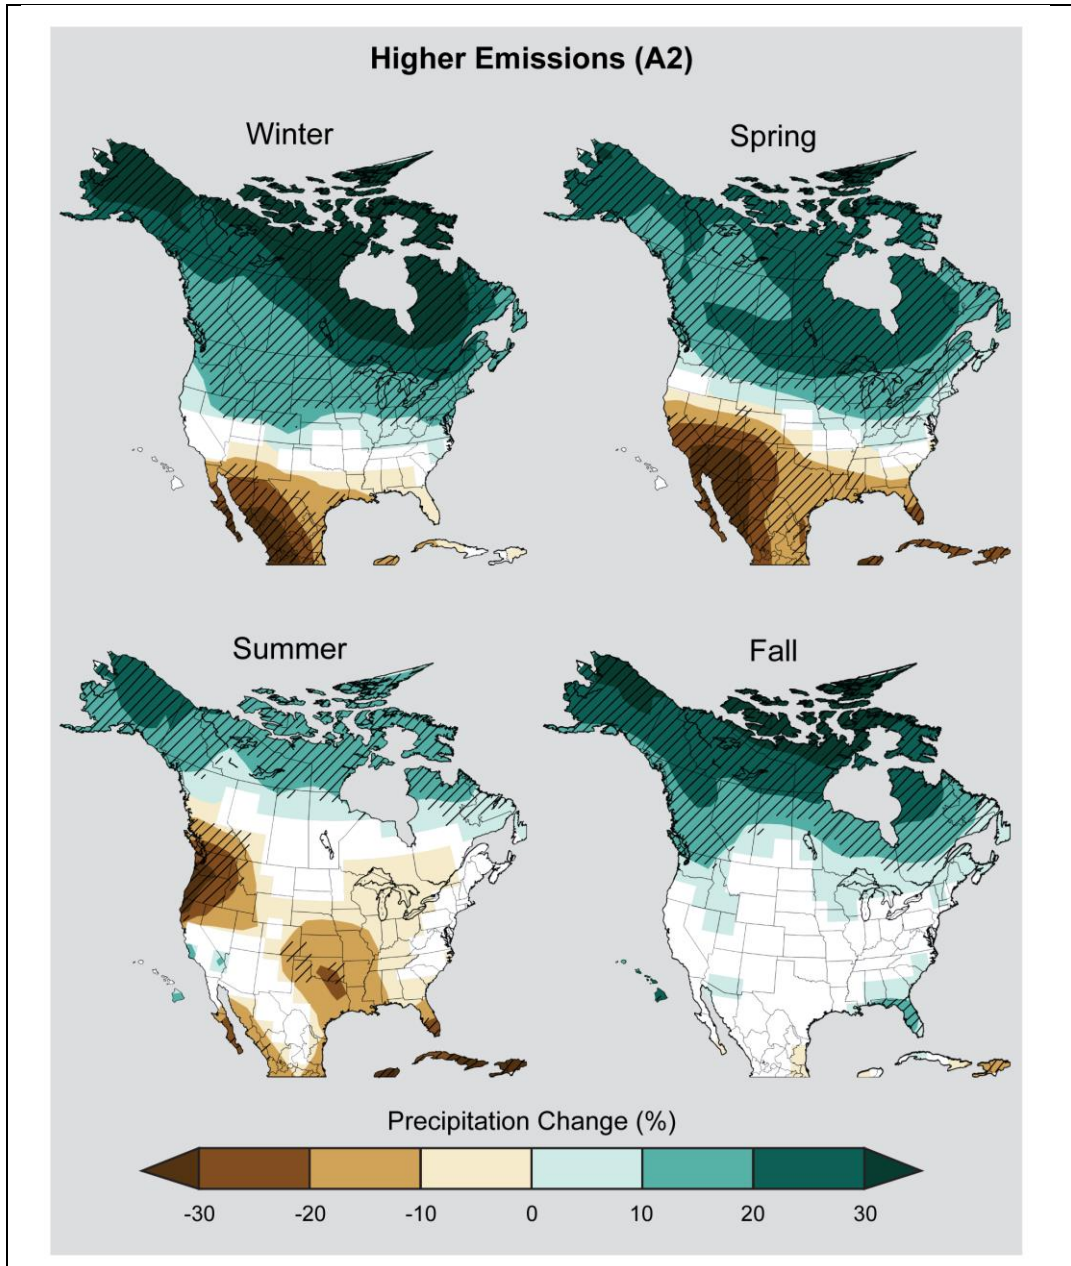 Higher Emissions (A2)
Winter
Spring
Summer
Fall
Precipitation Change (%)
-30 -20 -10 0 10 20 30